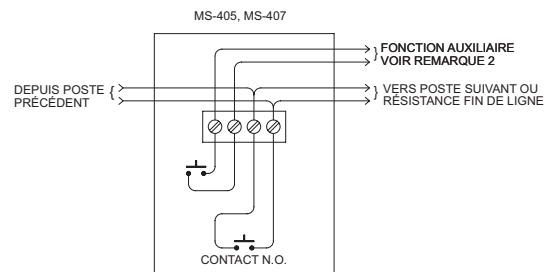 MS-405, MS-407
FONCTION AUXILIAIRE
VOIR REMARQUE 2
DEPUIS POSTE
PRÉCÉDENT
VERS POSTE SUIVANT OU
RÉSISTANCE FIN DE LIGNE
CONTACT N.O.